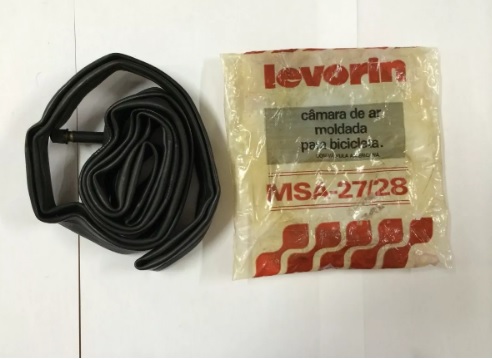 levorin
câmara de ar
moldada
para bicicleta.
MSA-27/28